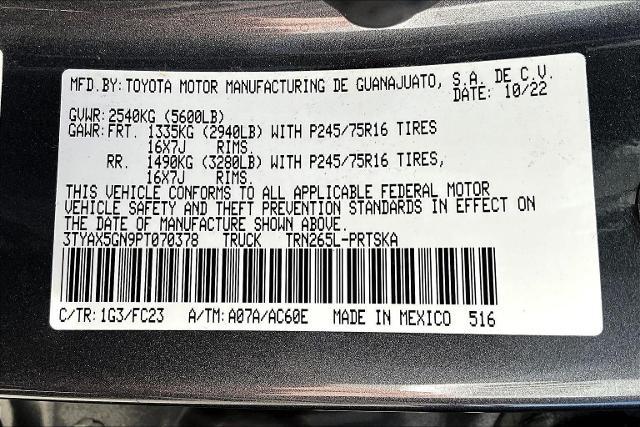 MFD.BY: TOYOTA MOTOR MANUFACTURING DE GUANAJUATO, S.A. DE C.V.
DATE: 10/22
GVWR: 2540KG (5600LB)
GAWR: FRT. 1335KG (2940LB) WITH P245/75R16 TIRES
16X7J RIMS.
RR. 1490KG (3280LB) WITH P245/75R16 TIRES,
16X7J RIMS.
THIS VEHICLE CONFORMS TO ALL APPLICABLE FEDERAL MOTOR
VEHICLE SAFETY AND THEFT PREVENTION STANDARDS IN EFFECT ON
THE DATE OF MANUFACTURE SHOWN ABOVE.
3TYAX5GN9PT070378 TRUCK TRN265L-PRTSKA
C/TR: 1G3/FC23 A/TM: A07A/AC60E MADE IN MEXICO 516